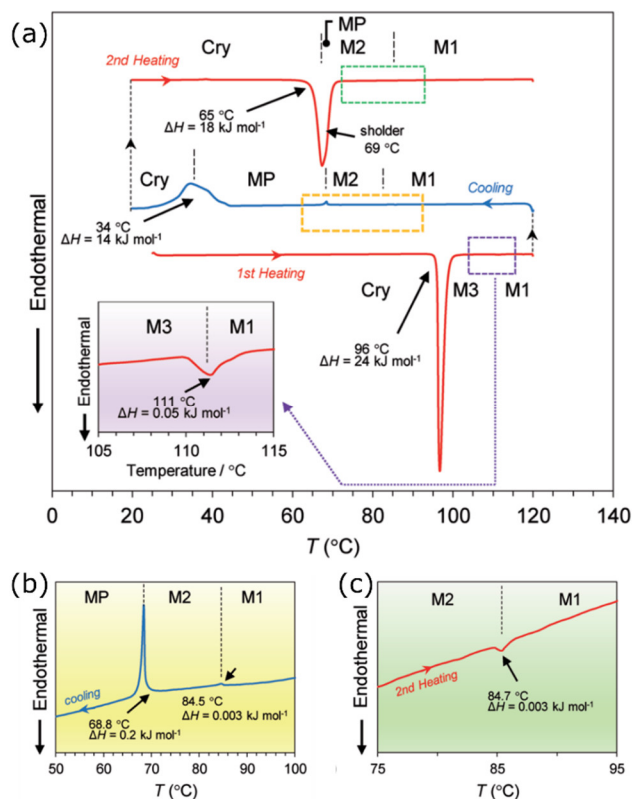 (a)
MP
Cry
M2
M1
2nd Heating
65 °C
ΔH = 18 kJ mol-1
sholder
69 °C
Cry
MP
M2
M1
Cooling
34 °C
ΔH = 14 kJ mol-1
1st Heating
Cry
M3
M1
96 °C
ΔH = 24 kJ mol-1
Endothermal
M3
M1
Endothermal
111 °C
ΔH = 0.05 kJ mol-1
105
110
115
Temperature / °C
0 20 40 60 80 100 120 140
T (°C)
(b)
MP
M2
M1
Endothermal
cooling
68.8 °C
ΔH = 0.2 kJ mol-1
84.5 °C
ΔH = 0.003 kJ mol-1
50 60 70 80 90 100
T (°C)
(c)
M2
M1
Endothermal
2nd Heating
84.7 °C
ΔH = 0.003 kJ mol-1
75 80 85 90 95
T (°C)